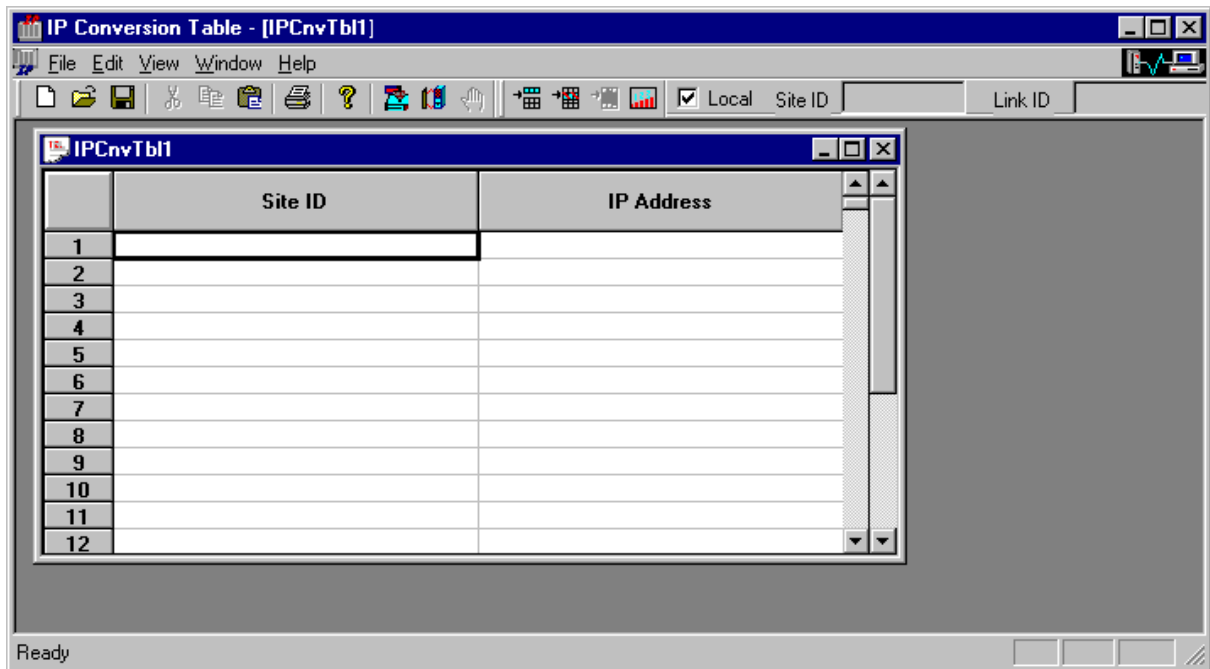 IP Conversion Table - [IPCnvTbl1]
File Edit View Window Help
Local Site ID Link ID
IPCnvTbl1
Site ID IP Address
1
2
3
4
5
6
7
8
9
10
11
12
Ready